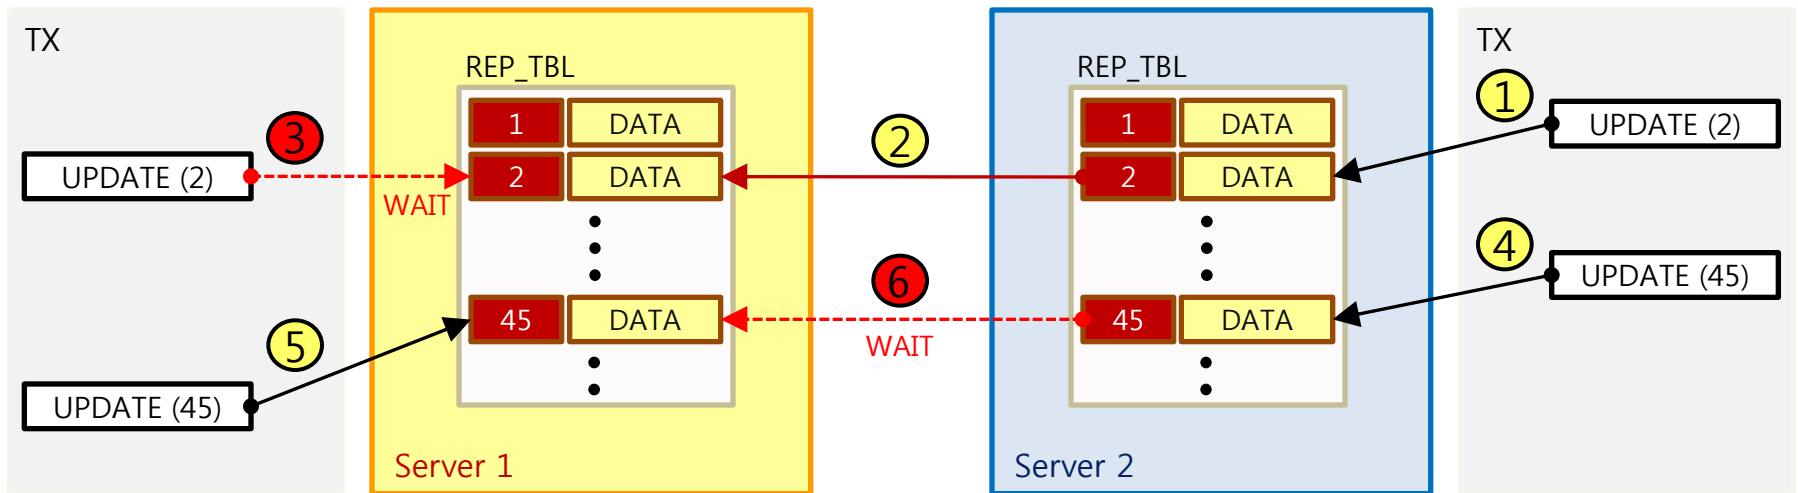 TX
3
UPDATE (2)
WAIT
5
UPDATE (45)
REP_TBL
1 DATA
2 DATA
45 DATA
Server 1
2
6
WAIT
REP_TBL
1 DATA
2 DATA
45 DATA
Server 2
TX
1
UPDATE (2)
4
UPDATE (45)